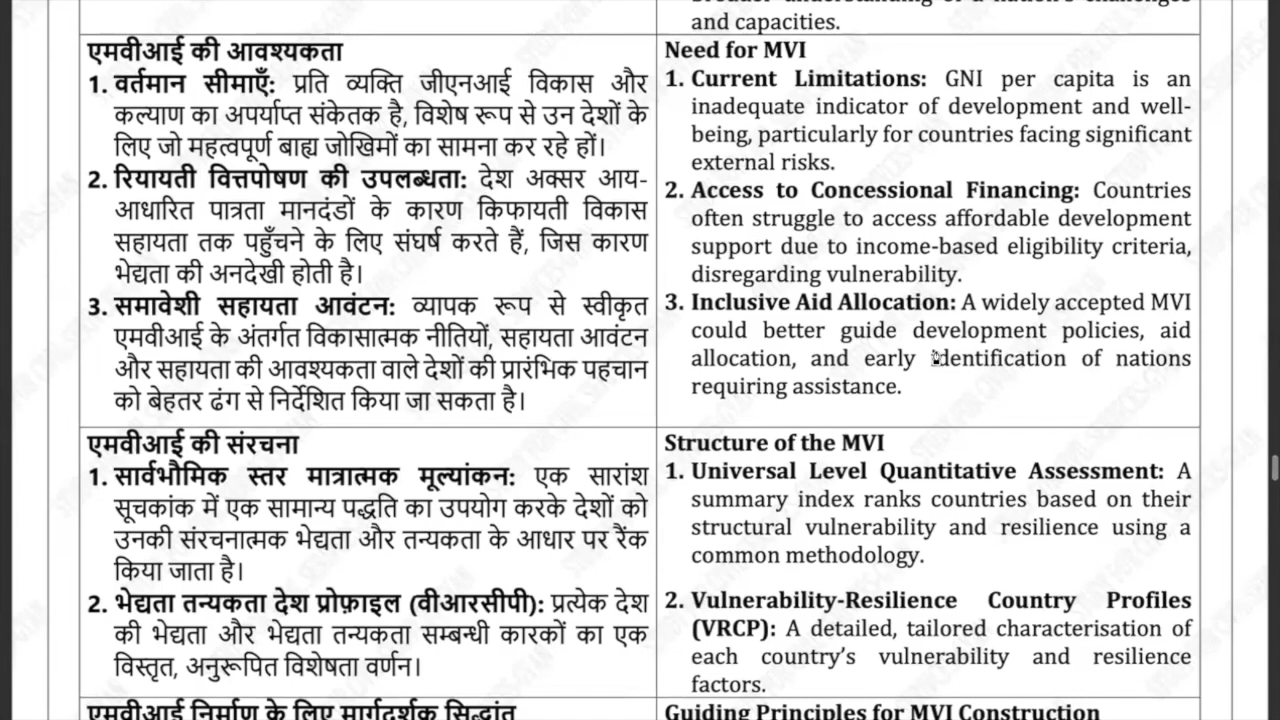 and capacities.
एमवीआई की आवश्यकता
1. वर्तमान सीमाएँ: प्रति व्यक्ति जीएनआई विकास और
कल्याण का अपर्याप्त संकेतक है, विशेष रूप से उन देशों के
लिए जो महत्वपूर्ण बाह्य जोखिमों का सामना कर रहे हों।
2. रियायती वित्तपोषण की उपलब्धता: देश अक्सर आय-
आधारित पात्रता मानदंडों के कारण किफायती विकास
सहायता तक पहुँचने के लिए संघर्ष करते हैं, जिस कारण
भेद्यता की अनदेखी होती है।
3. समावेशी सहायता आवंटन: व्यापक रूप से स्वीकृत
एमवीआई के अंतर्गत विकासात्मक नीतियों, सहायता आवंटन
और सहायता की आवश्यकता वाले देशों की प्रारंभिक पहचान
को बेहतर ढंग से निर्देशित किया जा सकता है।
Need for MVI
1. Current Limitations: GNI per capita is an
inadequate indicator of development and well-
being, particularly for countries facing significant
external risks.
2. Access to Concessional Financing: Countries
often struggle to access affordable development
support due to income-based eligibility criteria,
disregarding vulnerability.
3. Inclusive Aid Allocation: A widely accepted MVI
could better guide development policies, aid
allocation, and early identification of nations
requiring assistance.
एमवीआई की संरचना
1. सार्वभौमिक स्तर मात्रात्मक मूल्यांकन: एक सारांश
सूचकांक में एक सामान्य पद्धति का उपयोग करके देशों को
उनकी संरचनात्मक भेद्यता और तन्यकता के आधार पर रैंक
किया जाता है।
2. भेद्यता तन्यकता देश प्रोफ़ाइल (वीआरसीपी): प्रत्येक देश
की भेद्यता और भेद्यता तन्यकता सम्बन्धी कारकों का एक
विस्तृत, अनुरूपित विशेषता वर्णन।
Structure of the MVI
1. Universal Level Quantitative Assessment: A
summary index ranks countries based on their
structural vulnerability and resilience using a
common methodology.
2. Vulnerability-Resilience Country Profiles
(VRCP): A detailed, tailored characterisation of
each country's vulnerability and resilience
factors.
एमवीआई निर्माण के लिए मार्गदर्शक सिद्धांत
Guiding Principles for MVI Construction